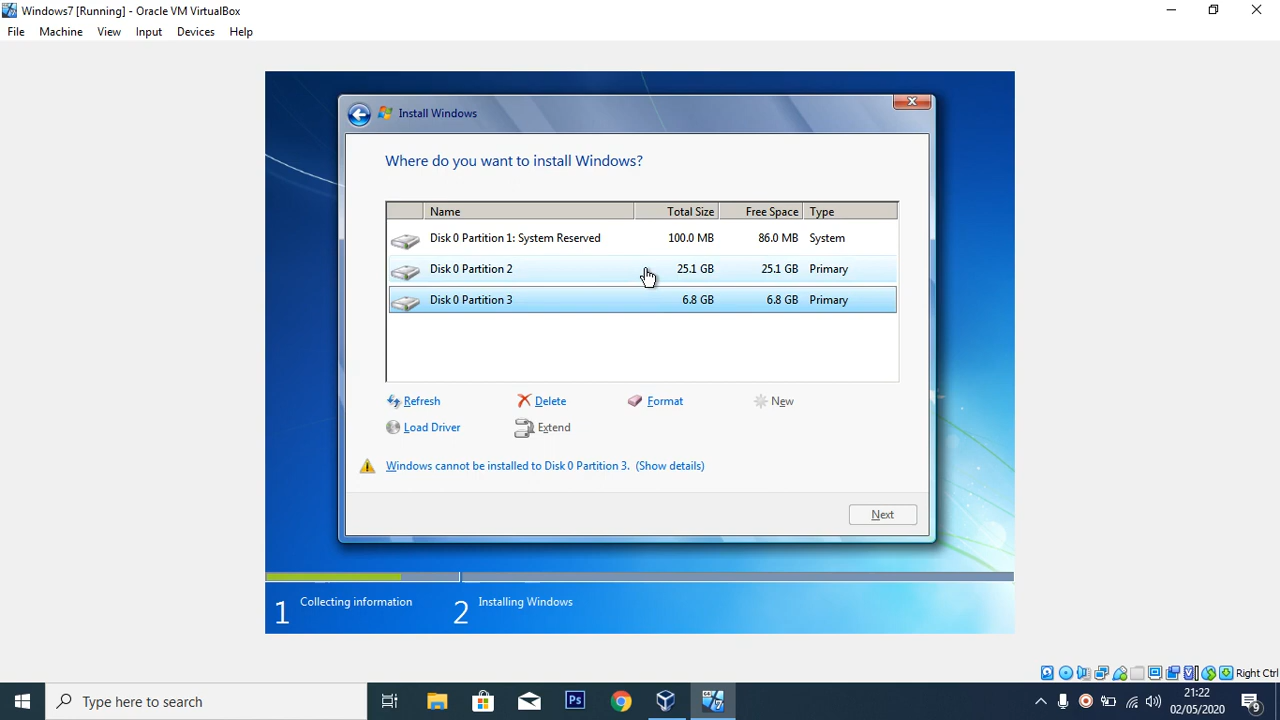 Windows7 [Running] - Oracle VM VirtualBox
File Machine View Input Devices Help
Install Windows
Where do you want to install Windows?
Name Total Size Free Space Type
Disk 0 Partition 1: System Reserved 100.0 MB 86.0 MB System
Disk 0 Partition 2 25.1 GB 25.1 GB Primary
Disk 0 Partition 3 6.8 GB 6.8 GB Primary
Refresh Delete Format New
Load Driver Extend
Windows cannot be installed to Disk 0 Partition 3. (Show details)
Next
1 Collecting information 2 Installing Windows
Right Ctrl
Type here to search
Ps
21:22
02/05/2020
9